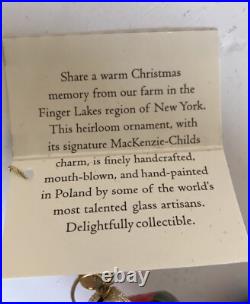 Share a warm Christmas
memory from our farm in the
Finger Lakes region of New York.
This heirloom ornament, with
its signature MacKenzie-Childs
charm, is finely handcrafted,
mouth-blown, and hand-painted
in Poland by some of the world's
most talented glass artisans.
Delightfully collectible.